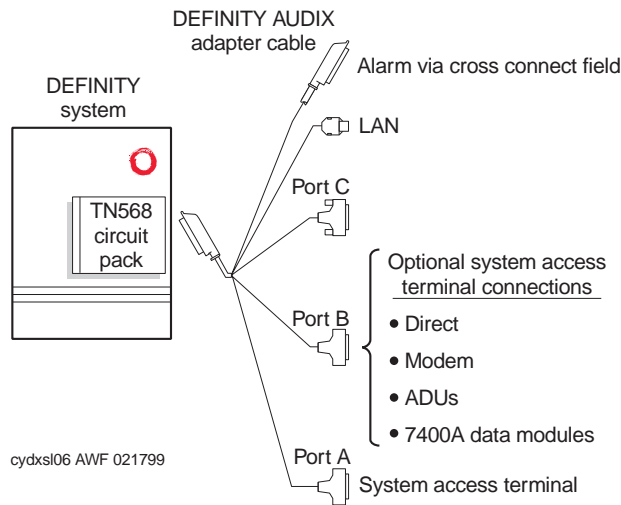 DEFINITY AUDIX
adapter cable
Alarm via cross connect field
DEFINITY
system
LAN
Port C
TN568
circuit
pack
Optional system access
terminal connections
Port B
• Direct
• Modem
• ADUs
• 7400A data modules
cydxsl06 AWF 021799
Port A
System access terminal